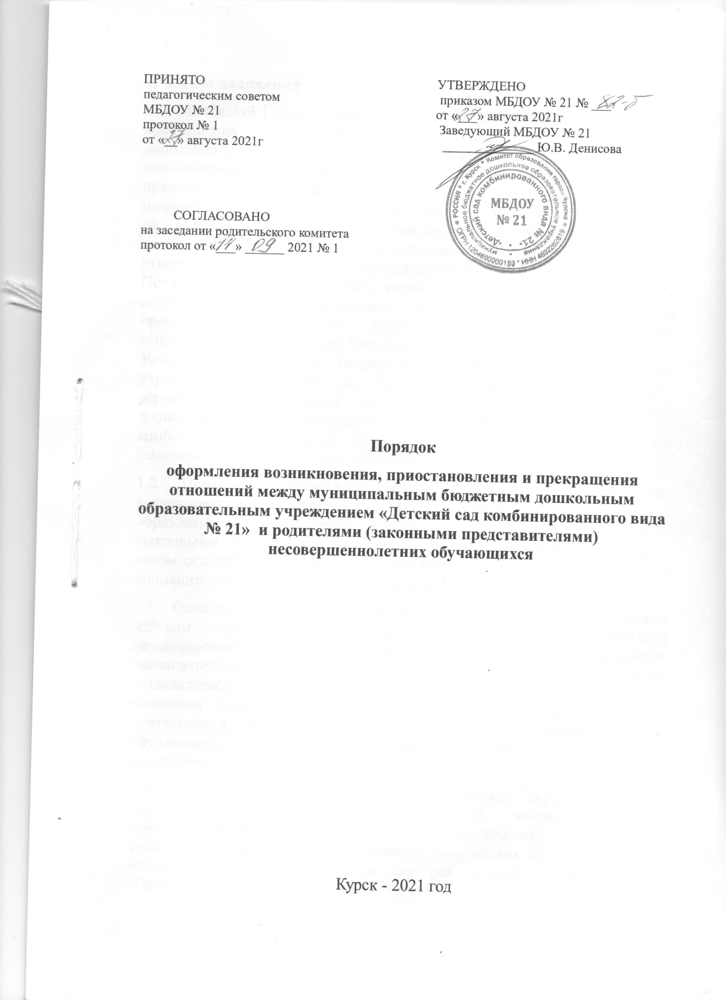 ПРИНЯТО
педагогическим советом
МБДОУ № 21
протокол № 1
от «27» августа 2021г
УТВЕРЖДЕНО
приказом МБДОУ № 21 № 82-5
от «27» августа 2021г
Заведующий МБДОУ № 21
Ю.В. Денисова
* РОССИЯ * г. Курск * Комитет образования города Курска *
ОГРН 1204600000153 * ИНН 4632262819
муниципальное бюджетное дошкольное образовательное учреждение
«Детский сад комбинированного вида № 21»
МБДОУ
№ 21
СОГЛАСОВАНО
на заседании родительского комитета
протокол от «14» 09 2021 № 1
Порядок
оформления возникновения, приостановления и прекращения
отношений между муниципальным бюджетным дошкольным
образовательным учреждением «Детский сад комбинированного вида
№ 21» и родителями (законными представителями)
несовершеннолетних обучающихся
Курск - 2021 год